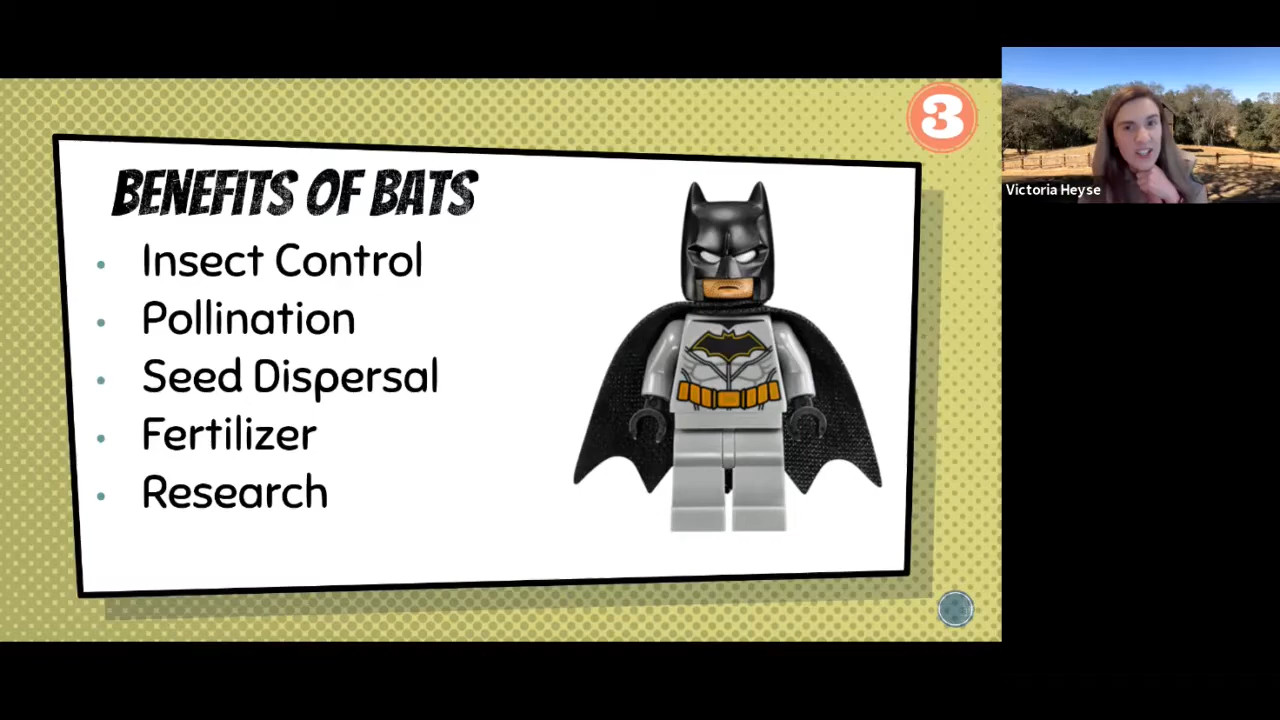 3
BENEFITS OF BATS
• Insect Control
• Pollination
• Seed Dispersal
• Fertilizer
• Research
Victoria Heyse